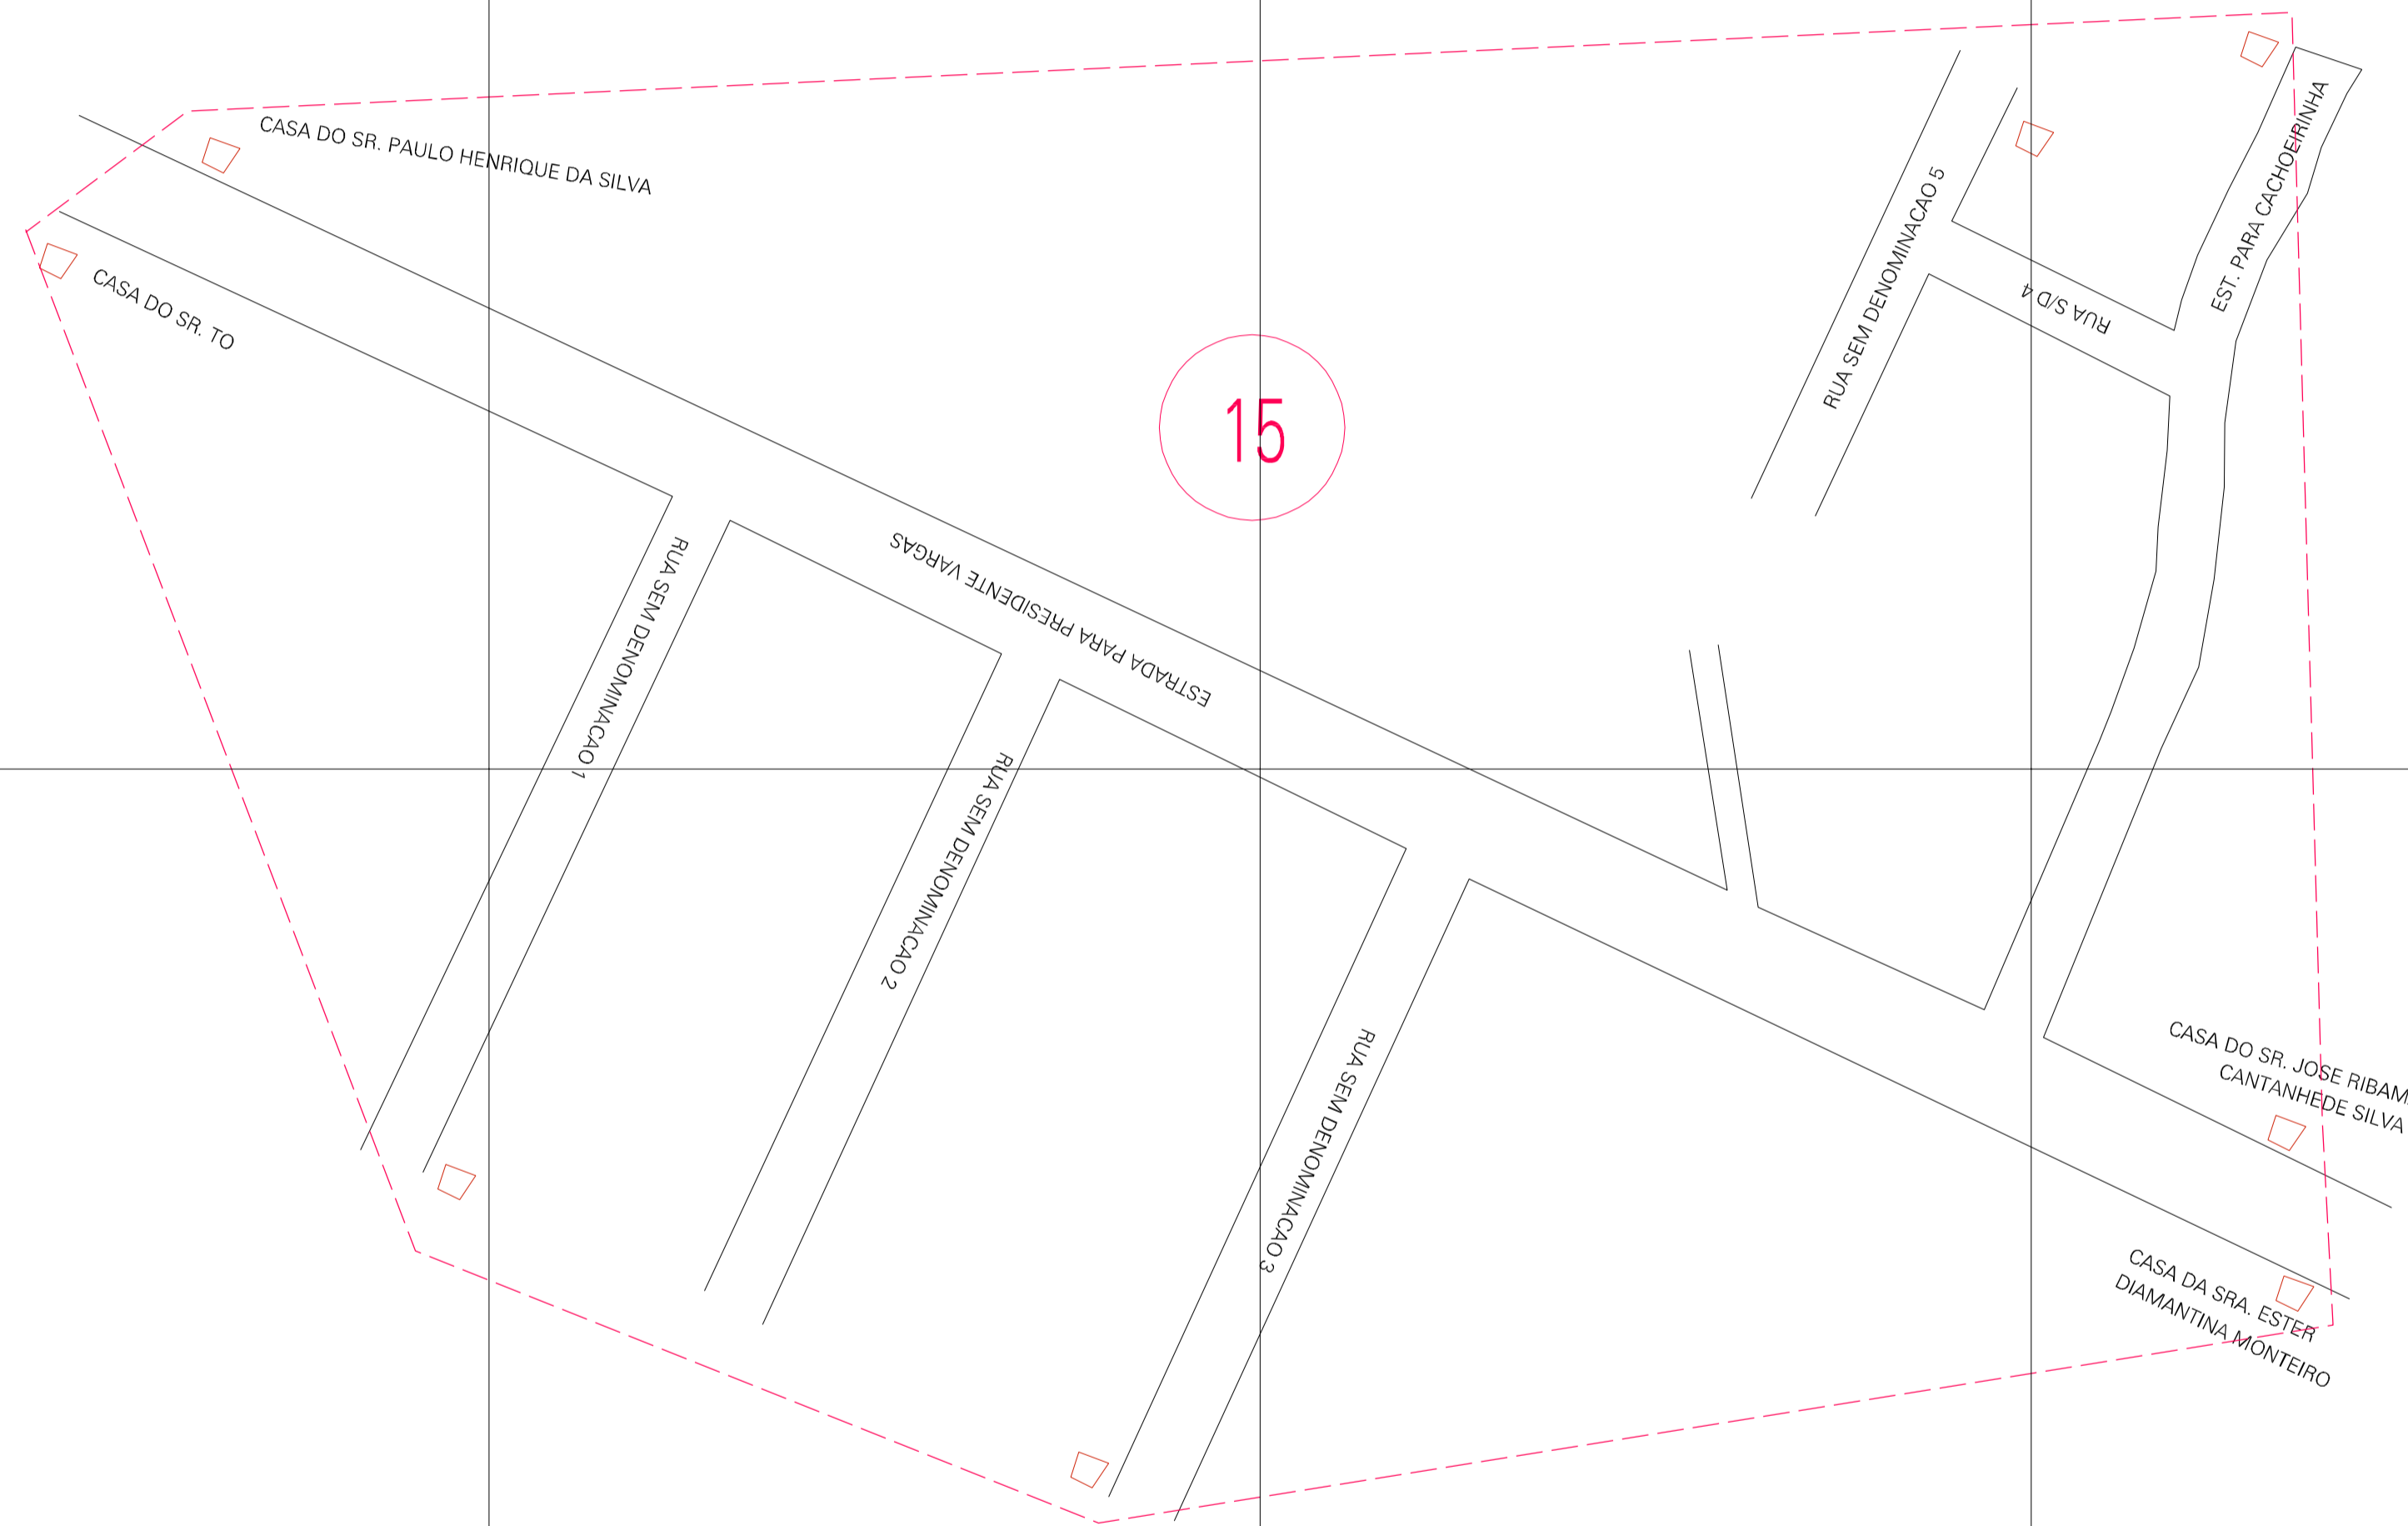 CASA DO SR. PAULO HENRIQUE DA SILVA
CASA DO SR. TO
RUA SEM DENOMINACAO 5
EST. PARA CACHOEIRINHA
RUA S/D 4
15
ESTRADA PARA PRESIDENTE VARGAS
RUA SEM DENOMINACAO 1
RUA SEM DENOMINACAO 2
RUA SEM DENOMINACAO 3
CASA DO SR. JOSE RIBAM
CANTANHEDE SILVA
CASA DA SRA. ESTER
DIAMANTINA MONTEIRO